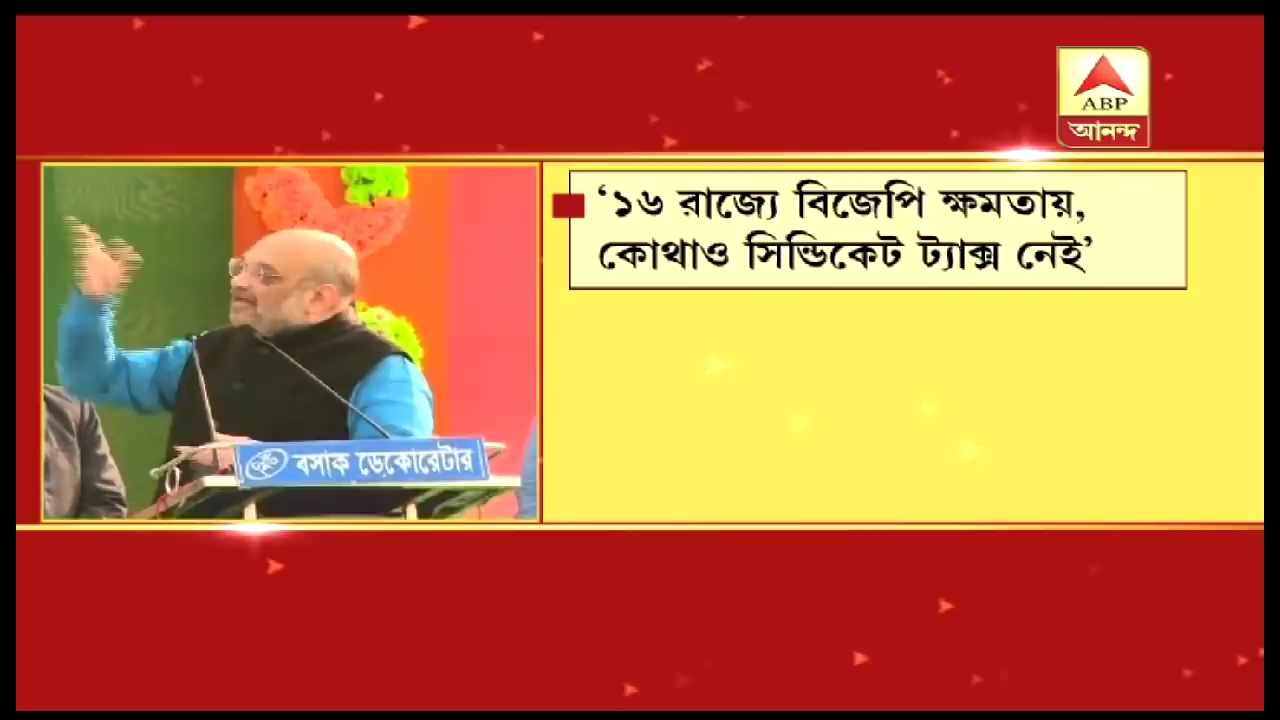 ABP
আনন্দ
‘১৬ রাজ্যে বিজেপি ক্ষমতায়,
কোথাও সিন্ডিকেট ট্যাক্স নেই’
বসাক ডেকোরেটার